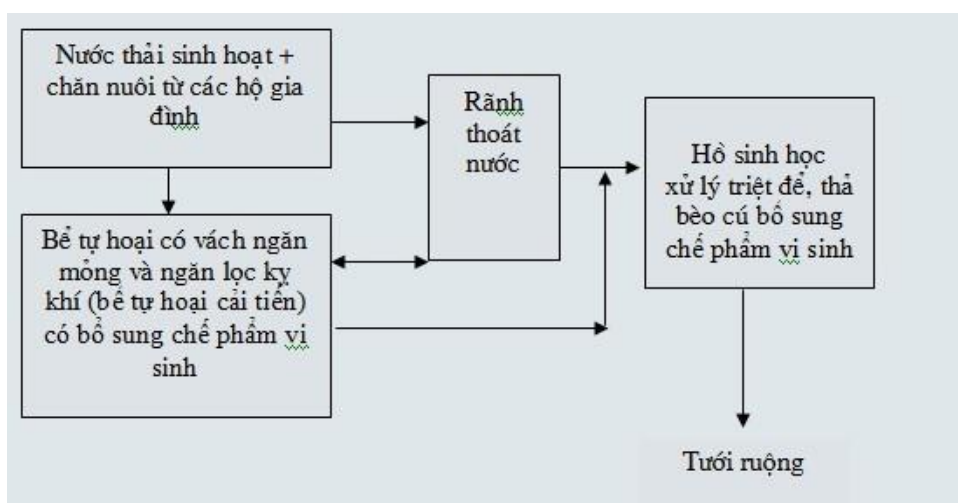 Nước thải sinh hoạt +
chăn nuôi từ các hộ gia
đình
Rãnh
thoát
nước
Hồ sinh học
xử lý triệt để, thả
bèo cú bổ sung
chế phẩm vị sinh
Bể tự hoại có vách ngăn
mỏng và ngăn lọc kỵ
khí (bể tự hoại cải tiến)
có bổ sung chế phẩm vị
sinh
Tưới ruộng